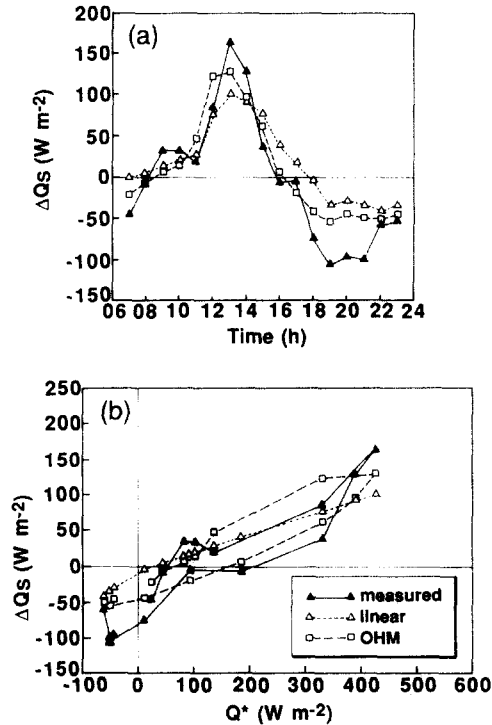 (a)
200
150
100
50
0
-50
-100
-150
ΔQs (W m-2)
06 08 10 12 14 16 18 20 22 24
Time (h)
(b)
250
200
150
100
50
0
-50
-100
-150
ΔQs (W m-2)
measured
linear
OHM
-100 0 100 200 300 400 500 600
Q* (W m-2)